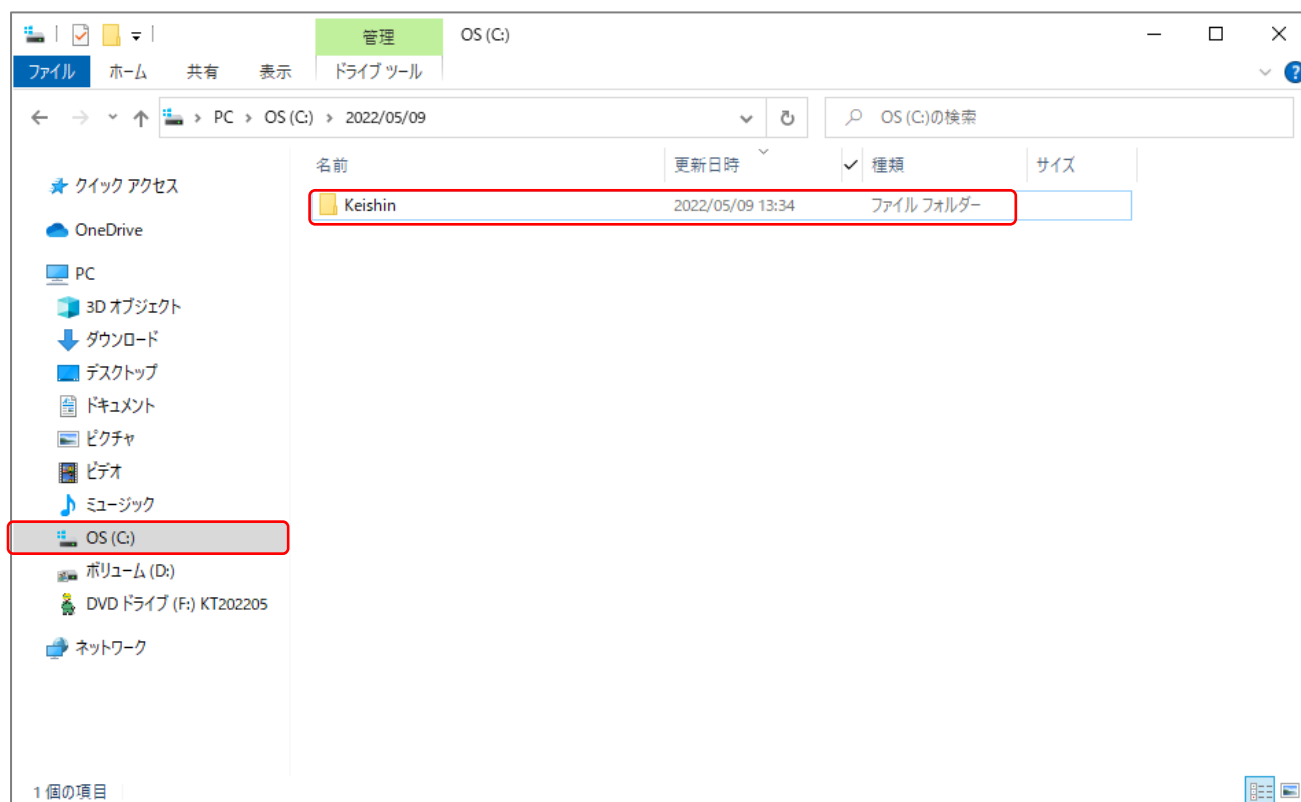 管理 OS (C:)
ファイル ホーム 共有 表示 ドライブ ツール
PC OS (C:) 2022/05/09 OS (C:)の検索
名前 更新日時 種類 サイズ
Keishin 2022/05/09 13:34 ファイル フォルダー
クイック アクセス
OneDrive
PC
3D オブジェクト
ダウンロード
デスクトップ
ドキュメント
ピクチャ
ビデオ
ミュージック
OS (C:)
ボリューム (D:)
DVD ドライブ (F:) KT202205
ネットワーク
1 個の項目